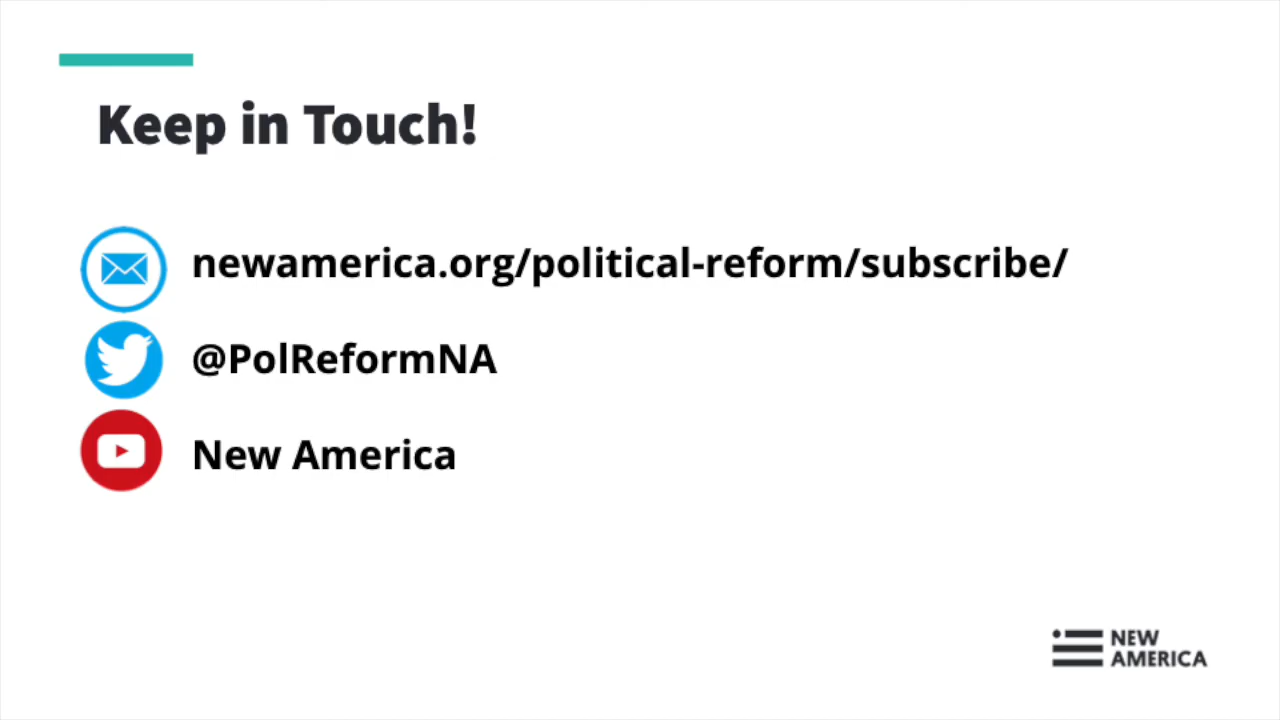 Keep in Touch!
newamerica.org/political-reform/subscribe/
@PolReformNA
New America
NEW
AMERICA